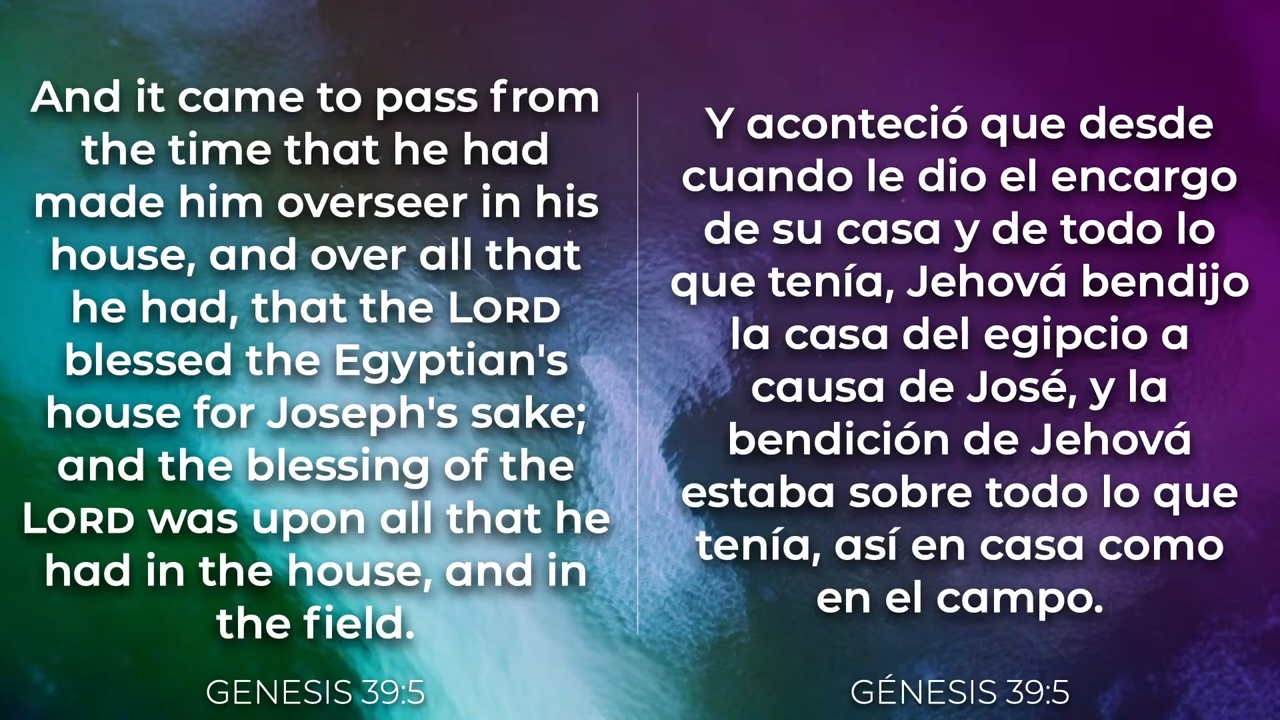 And it came to pass from
the time that he had
made him overseer in his
house, and over all that
he had, that the LORD
blessed the Egyptian's
house for Joseph's sake;
and the blessing of the
LORD was upon all that he
had in the house, and in
the field.
GENESIS 39:5
Y aconteció que desde
cuando le dio el encargo
de su casa y de todo lo
que tenía, Jehová bendijo
la casa del egipcio a
causa de José, y la
bendición de Jehová
estaba sobre todo lo que
tenía, así en casa como
en el campo.
GÉNESIS 39:5